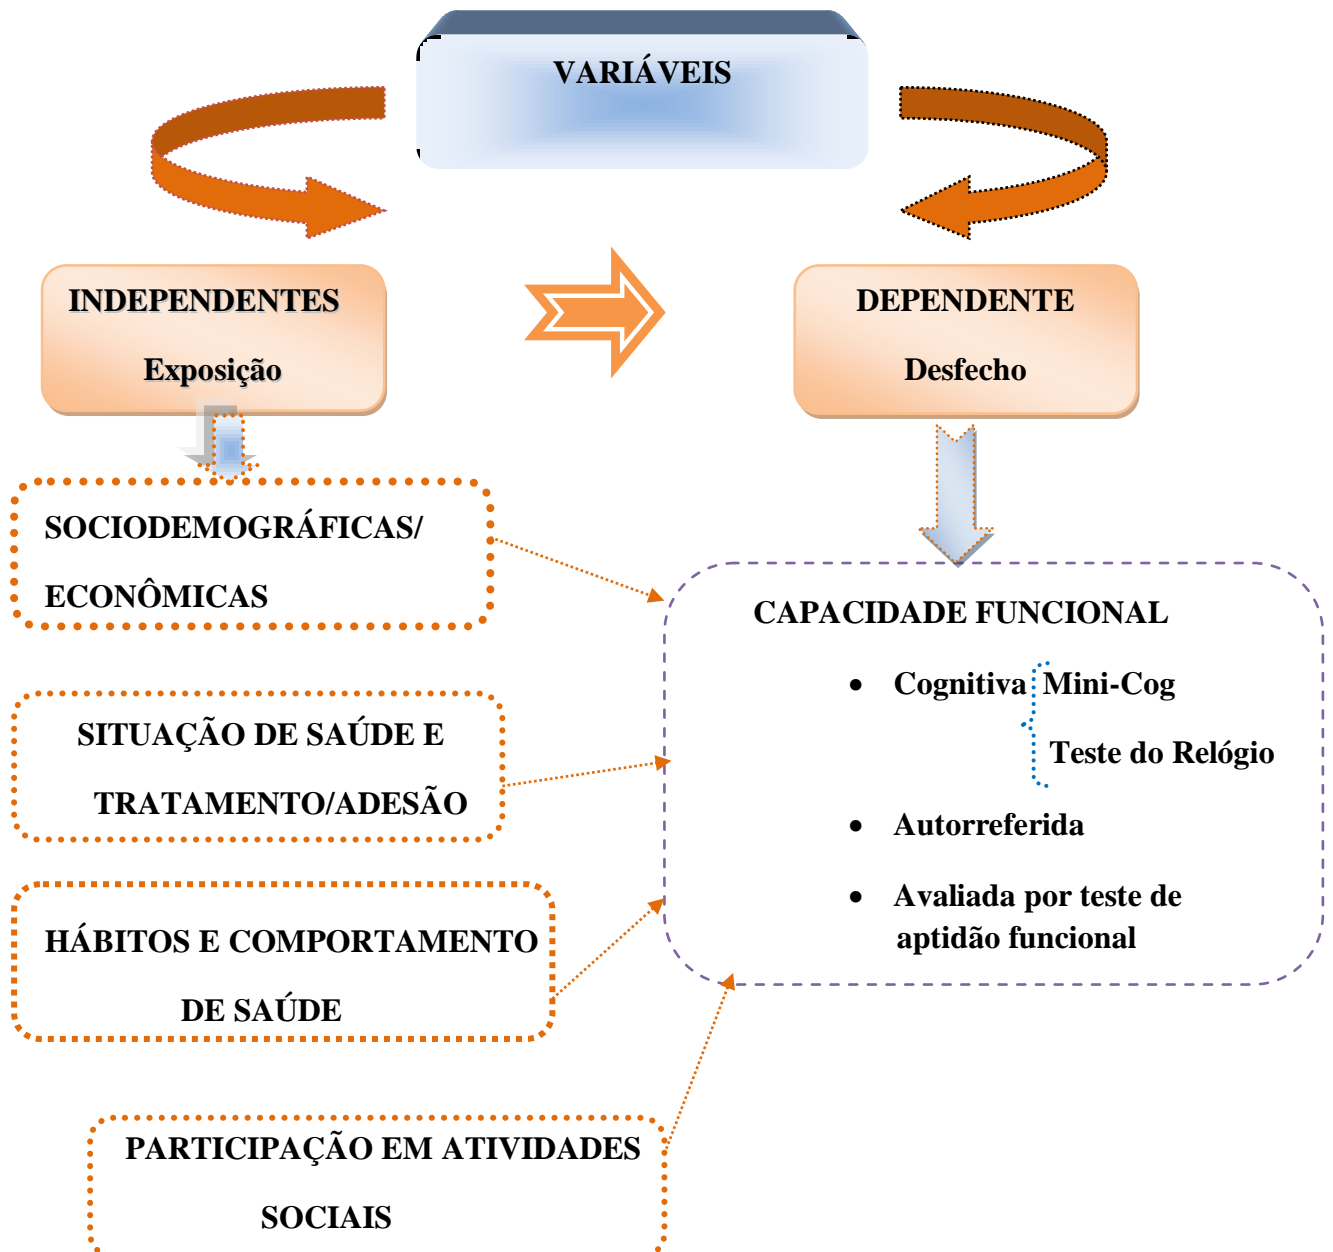 VARIÁVEIS
INDEPENDENTES
Exposição
DEPENDENTE
Desfecho
SOCIODEMOGRÁFICAS/
ECONÔMICAS
SITUAÇÃO DE SAÚDE E
TRATAMENTO/ADESÃO
HÁBITOS E COMPORTAMENTO
DE SAÚDE
PARTICIPAÇÃO EM ATIVIDADES
SOCIAIS
CAPACIDADE FUNCIONAL
• Cognitiva Mini-Cog
Teste do Relógio
• Autorreferida
• Avaliada por teste de
aptidão funcional